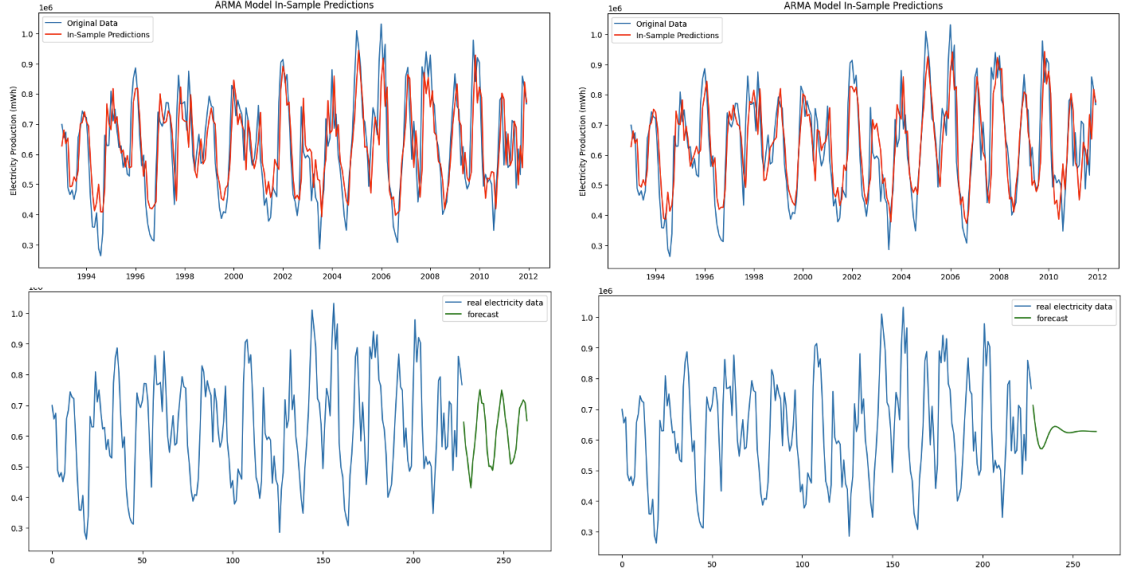 ARMA Model In-Sample Predictions
1e6
Original Data
In-Sample Predictions
1.0
0.9
0.8
0.7
0.6
0.5
0.4
0.3
Electricity Production (mWh)
1994 1996 1998 2000 2002 2004 2006 2008 2010 2012
ARMA Model In-Sample Predictions
1e6
Original Data
In-Sample Predictions
1.0
0.9
0.8
0.7
0.6
0.5
0.4
0.3
Electricity Production (mWh)
1994 1996 1998 2000 2002 2004 2006 2008 2010 2012
real electricity data
forecast
1.0
0.9
0.8
0.7
0.6
0.5
0.4
0.3
0 50 100 150 200 250
1e6
real electricity data
forecast
1.0
0.9
0.8
0.7
0.6
0.5
0.4
0.3
0 50 100 150 200 250